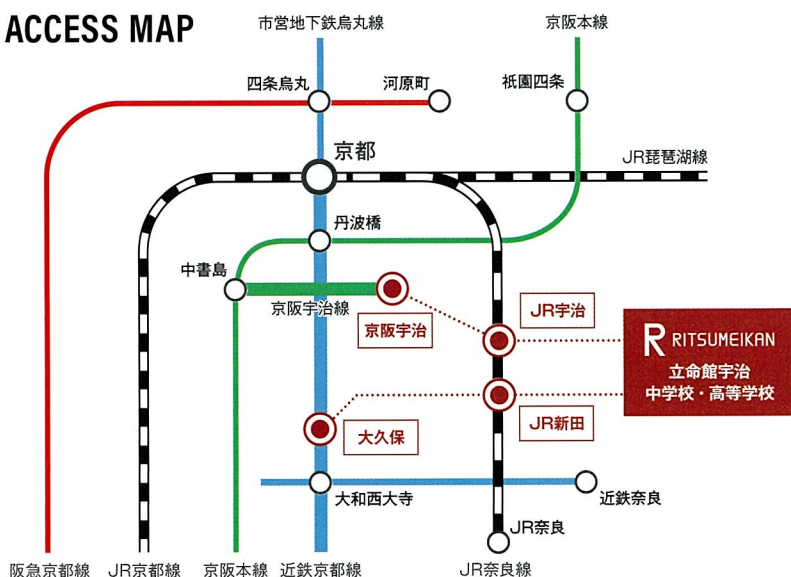 ACCESS MAP
市営地下鉄烏丸線
京阪本線
四条烏丸
河原町
祇園四条
京都
JR琵琶湖線
丹波橋
中書島
京阪宇治線
京阪宇治
JR宇治
RITSUMEIKAN
立命館宇治
中学校・高等学校
大久保
JR新田
大和西大寺
近鉄奈良
JR奈良
阪急京都線
JR京都線
京阪本線
近鉄京都線
JR奈良線